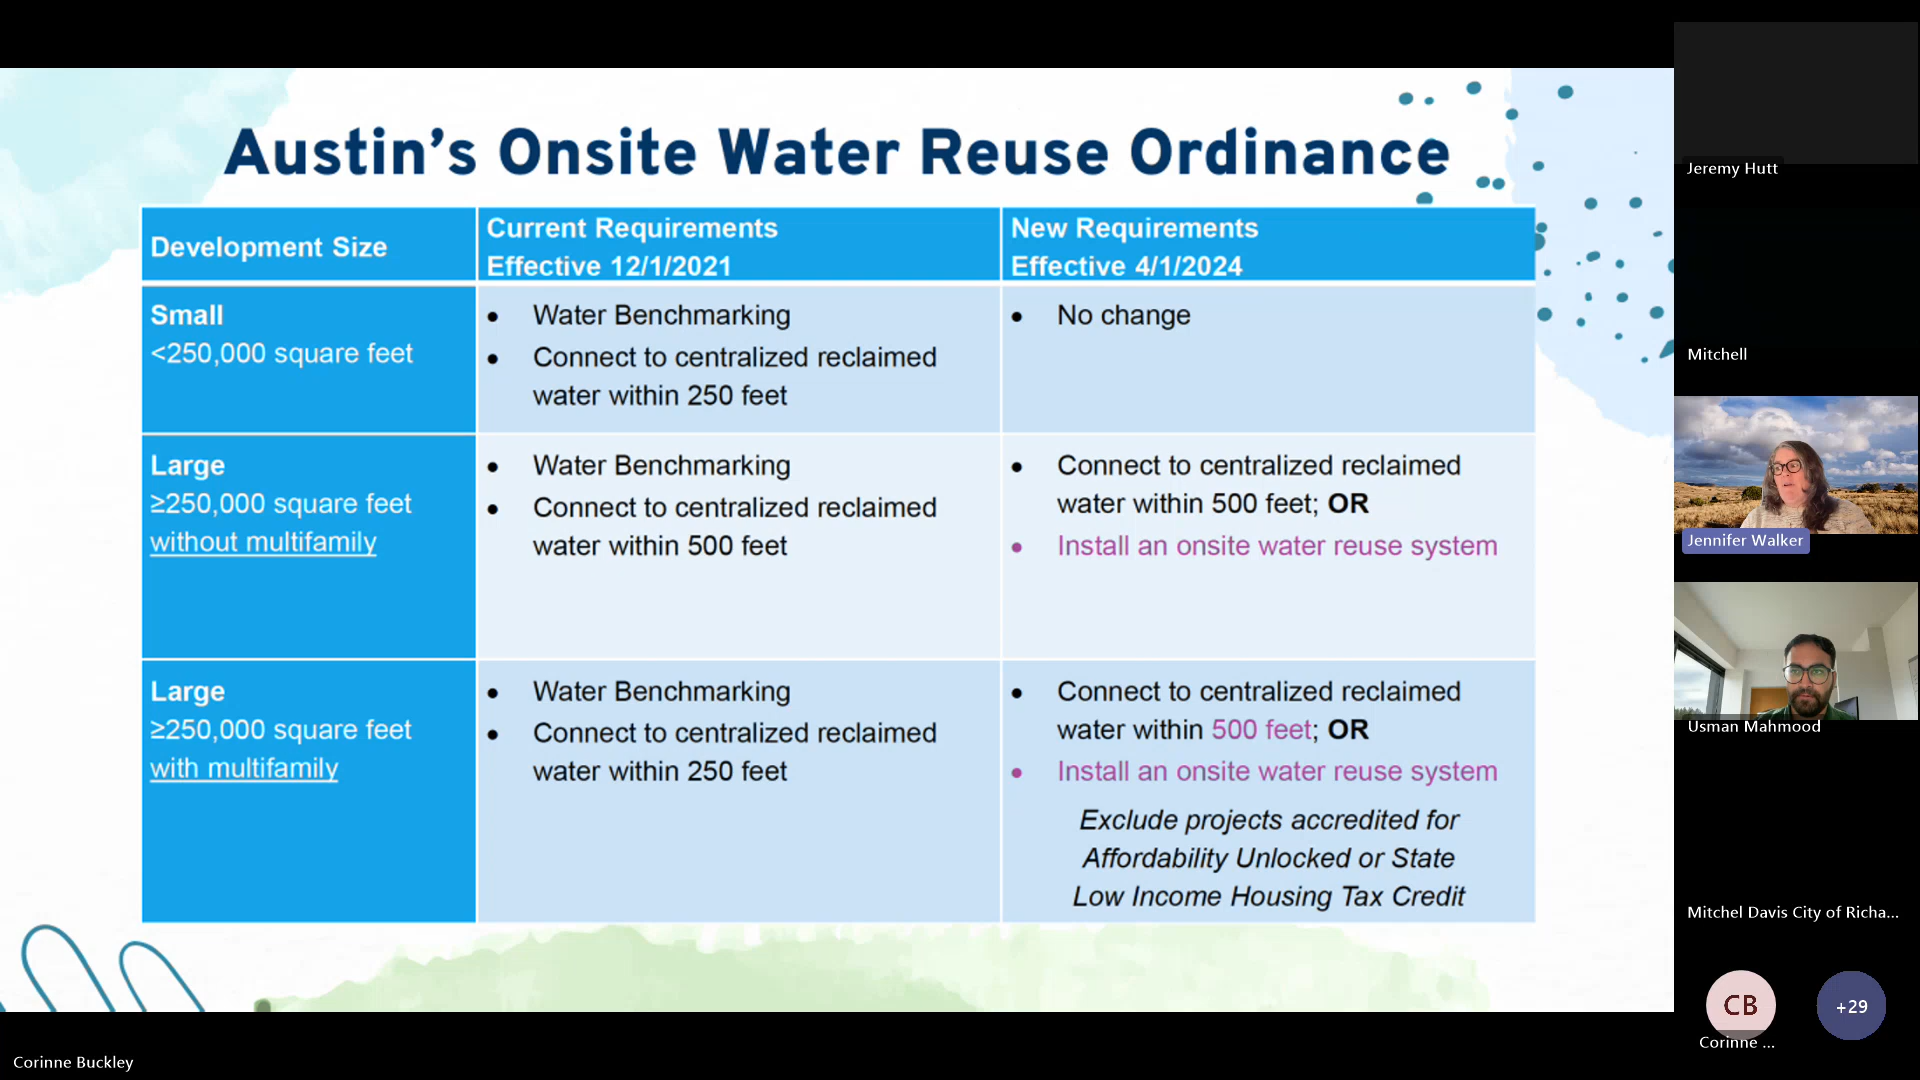 Austin's Onsite Water Reuse Ordinance
Development Size
Current Requirements
Effective 12/1/2021
New Requirements
Effective 4/1/2024
Small
<250,000 square feet
• Water Benchmarking
• Connect to centralized reclaimed
water within 250 feet
• No change
Large
≥250,000 square feet
without multifamily
• Water Benchmarking
• Connect to centralized reclaimed
water within 500 feet
• Connect to centralized reclaimed
water within 500 feet; OR
• Install an onsite water reuse system
Large
≥250,000 square feet
with multifamily
• Water Benchmarking
• Connect to centralized reclaimed
water within 250 feet
• Connect to centralized reclaimed
water within 500 feet; OR
• Install an onsite water reuse system
Exclude projects accredited for
Affordability Unlocked or State
Low Income Housing Tax Credit
Jeremy Hutt
Mitchell
Jennifer Walker
Usman Mahmood
Mitchel Davis City of Richa...
CB
+29
Corinne ...
Corinne Buckley